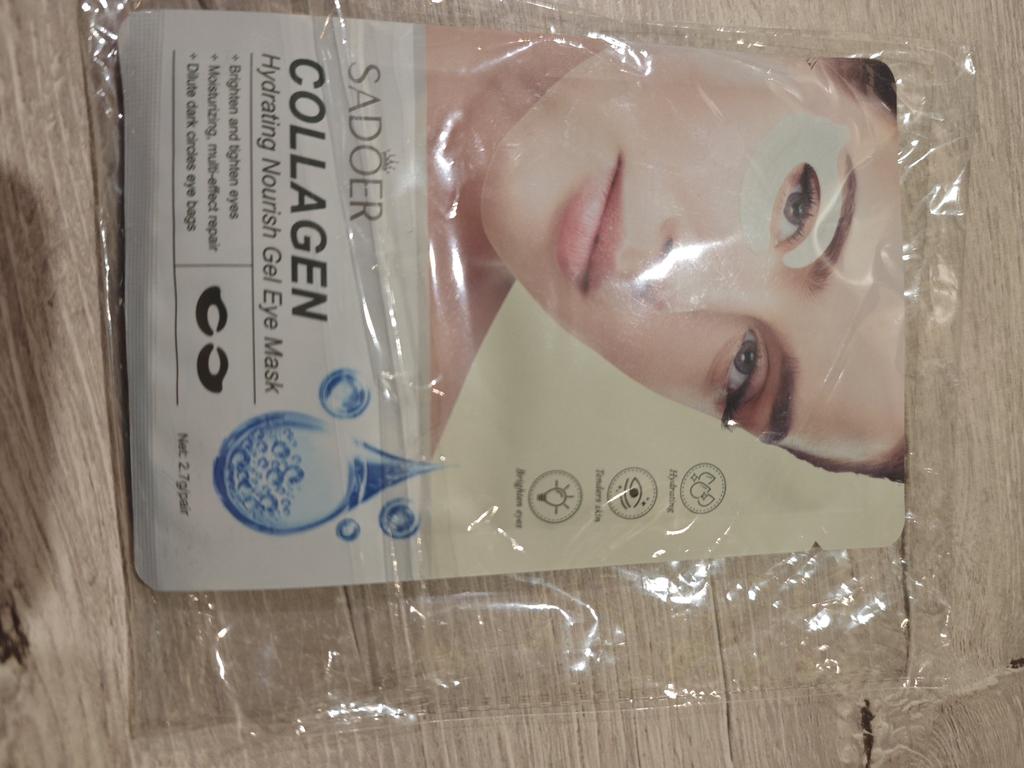 Hydrating
Tenders skin
Brighten eyes
SADOER
COLLAGEN
Hydrating Nourish Gel Eye Mask
+ Brighten and tighten eyes
+ Moisturizing, multi-effect repair
+ Dilute dark circles eye bags
Net: 2.7g/pair